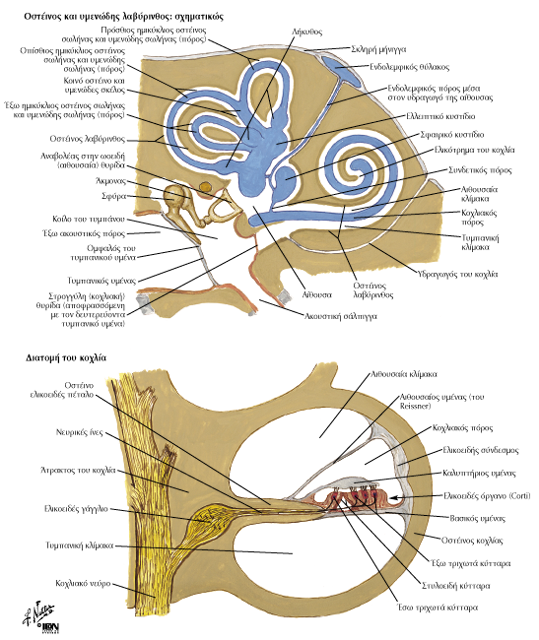 Οστέινος και υμενώδης λαβύρινθος: σχηματικώς
Πρόσθιος ημικύκλιος οστέινος
σωλήνας και υμενώδης σωλήνας (πόρος)
Οπίσθιος ημικύκλιος οστέινος
σωλήνας και υμενώδης
σωλήνας (πόρος)
Κοινό οστέινο και
υμενώδες σκέλος
Έξω ημικύκλιος οστέινος σωλήνας
και υμενώδης σωλήνας (πόρος)
Οστέινος λαβύρινθος
Αναβολέας στην ωοειδή
(αιθουσαία) θυρίδα
Άκμονας
Σφύρα
Κοίλο του τυμπάνου
Έξω ακουστικός πόρος
Ομφαλός του
τυμπανικού υμένα
Τυμπανικός υμένας
Στρογγύλη (κοχλιακή)
θυρίδα (αποφρασσόμενη
με τον δευτερεύοντα
τυμπανικό υμένα)
Λήκυθος
Σκληρή μήνιγγα
Ενδολεμφικός θύλακος
Ενδολεμφικός πόρος μέσα
στον υδραγωγό της αίθουσας
Ελλειπτικό κυστίδιο
Σφαιρικό κυστίδιο
Ελικότρημα του κοχλία
Συνδετικός πόρος
Αιθουσαία
κλίμακα
Κοχλιακός
πόρος
Τυμπανική
κλίμακα
Υδραγωγός του κοχλία
Οστέινος
λαβύρινθος
Αίθουσα
Ακουστική σάλπιγγα
Διατομή του κοχλία
Οστέινο
ελικοειδές πέταλο
Νευρικές ίνες
Άτρακτος του κοχλία
Ελικοειδές γάγγλιο
Τυμπανική κλίμακα
Κοχλιακό νεύρο
Αιθουσαία κλίμακα
Αιθουσαίος υμένας (του
Reissner)
Κοχλιακός πόρος
Ελικοειδής σύνδεσμος
Καλυπτήριος υμένας
Ελικοειδές όργανο (Corti)
Βασικός υμένας
Οστέινος κοχλίας
Έξω τριχωτά κύτταρα
Στυλοειδή κύτταρα
Έσω τριχωτά κύτταρα